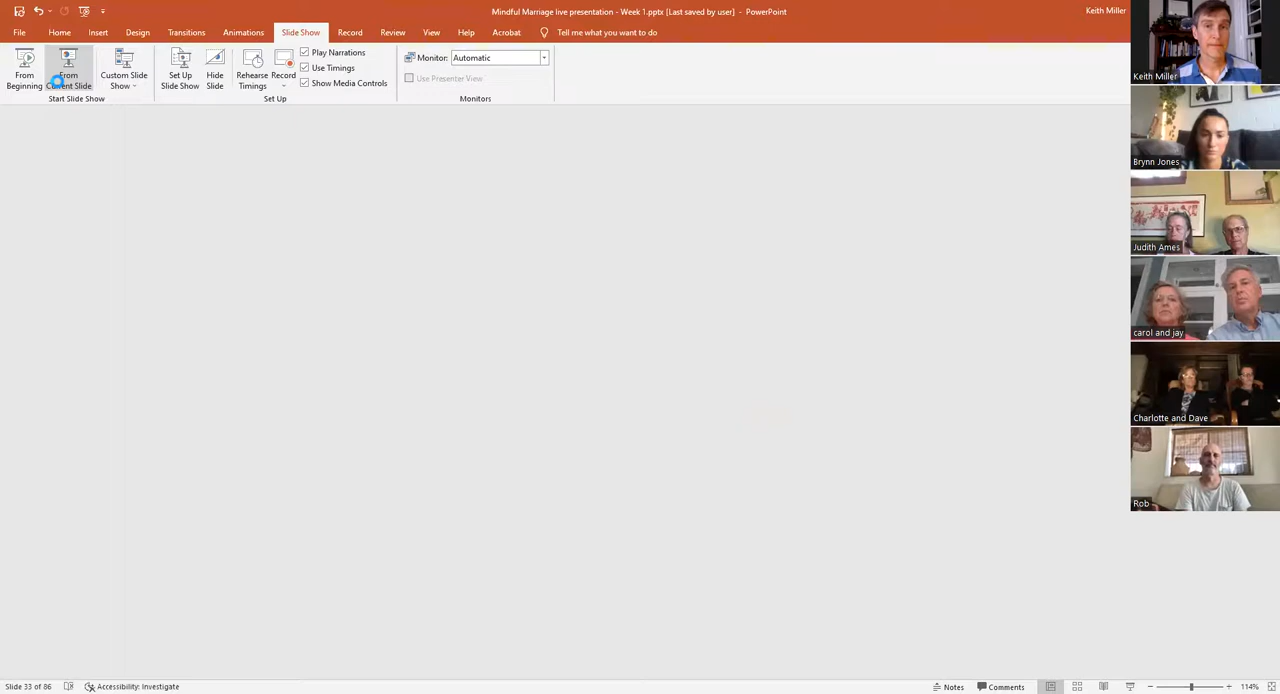 Mindful Marriage live presentation - Week 1.pptx [Last saved by user] - PowerPoint
Keith Miller
File Home Insert Design Transitions Animations Slide Show Record Review View Help Acrobat Tell me what you want to do
From Beginning
From Current Slide
Custom Slide Show
Set Up Slide Show
Hide Slide
Rehearse Timings
Record
Play Narrations
Use Timings
Show Media Controls
Monitor: Automatic
Use Presenter View
Start Slide Show
Set Up
Monitors
Keith Miller
Brynn Jones
Judith Ames
carol and jay
Charlotte and Dave
Rob
Slide 33 of 86 Accessibility: Investigate
Notes Comments 114%